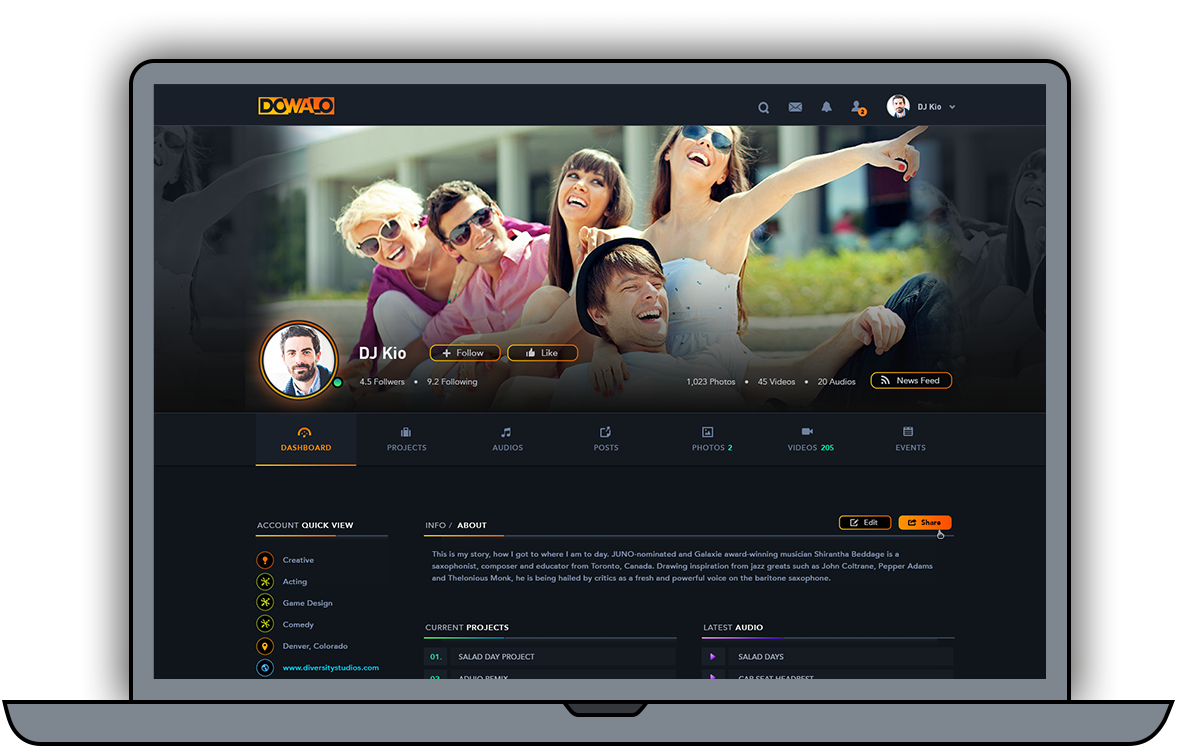 DOWALO
2
DJ Kio
DJ Kio
+ Follow
Like
4.5 Follwers • 9.2 Following
1,023 Photos • 45 Videos • 20 Audios
News Feed
DASHBOARD
PROJECTS
AUDIOS
POSTS
PHOTOS 2
VIDEOS 205
EVENTS
ACCOUNT QUICK VIEW
Creative
Acting
Game Design
Comedy
Denver, Colorado
www.diversitystudios.com
INFO / ABOUT
Edit
Share
This is my story, how I got to where I am to day. JUNO-nominated and Galaxie award-winning musician Shirantha Beddage is a
saxophonist, composer and educator from Toronto, Canada. Drawing inspiration from jazz greats such as John Coltrane, Pepper Adams
and Thelonious Monk, he is being hailed by critics as a fresh and powerful voice on the baritone saxophone.
CURRENT PROJECTS
01. SALAD DAY PROJECT
02. ADUIO REMIX
LATEST AUDIO
SALAD DAYS
CAR SEAT HEADREST